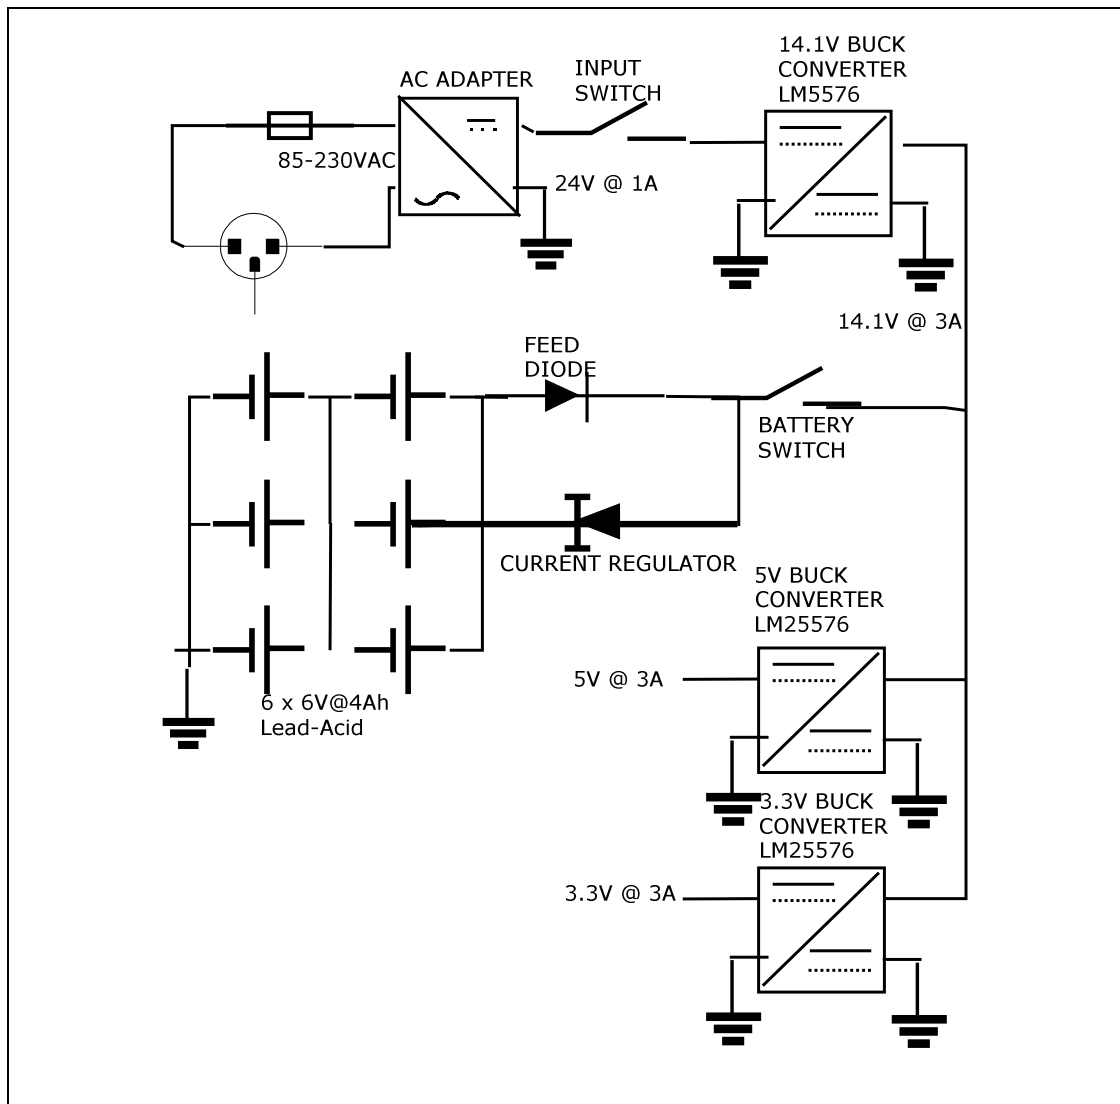 AC ADAPTER
INPUT
SWITCH
14.1V BUCK
CONVERTER
LM5576
85-230VAC
24V @ 1A
14.1V @ 3A
FEED
DIODE
BATTERY
SWITCH
CURRENT REGULATOR
6 x 6V@4Ah
Lead-Acid
5V BUCK
CONVERTER
LM25576
5V @ 3A
3.3V BUCK
CONVERTER
LM25576
3.3V @ 3A